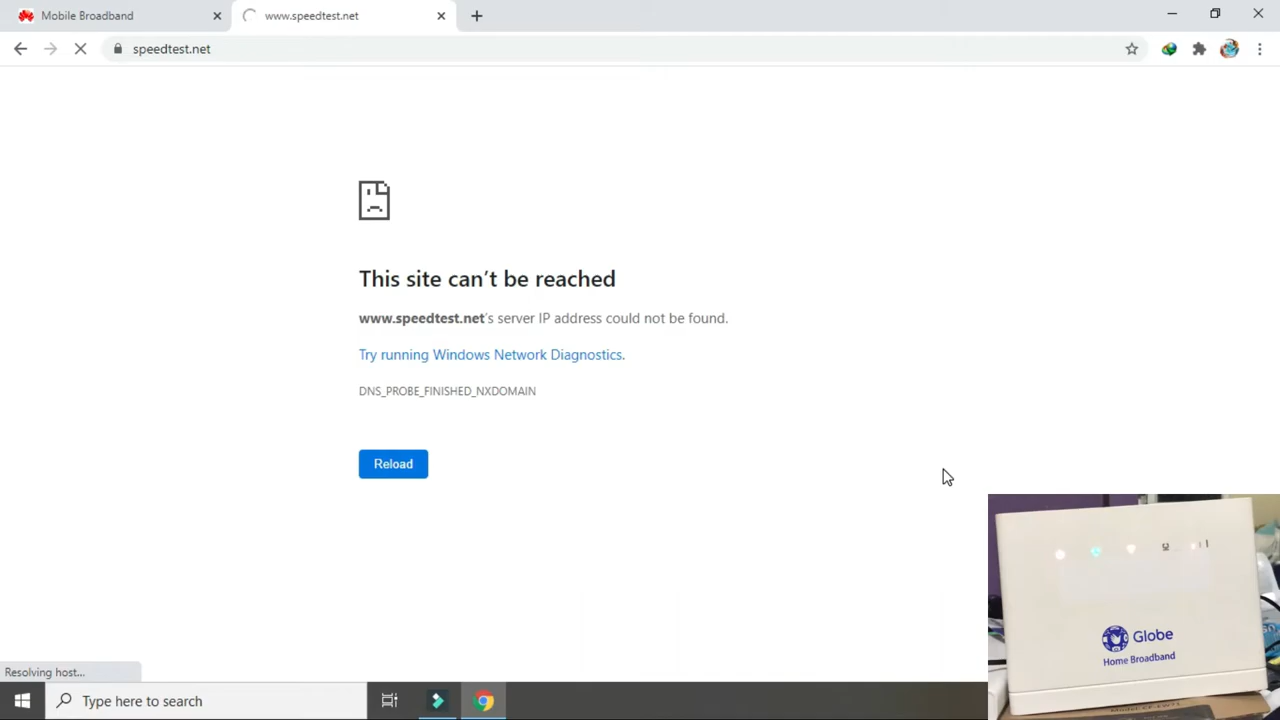 Mobile Broadband
www.speedtest.net
speedtest.net
This site can't be reached
www.speedtest.net's server IP address could not be found.
Try running Windows Network Diagnostics.
DNS_PROBE_FINISHED_NXDOMAIN
Reload
Globe
Home Broadband
Resolving host...
Type here to search